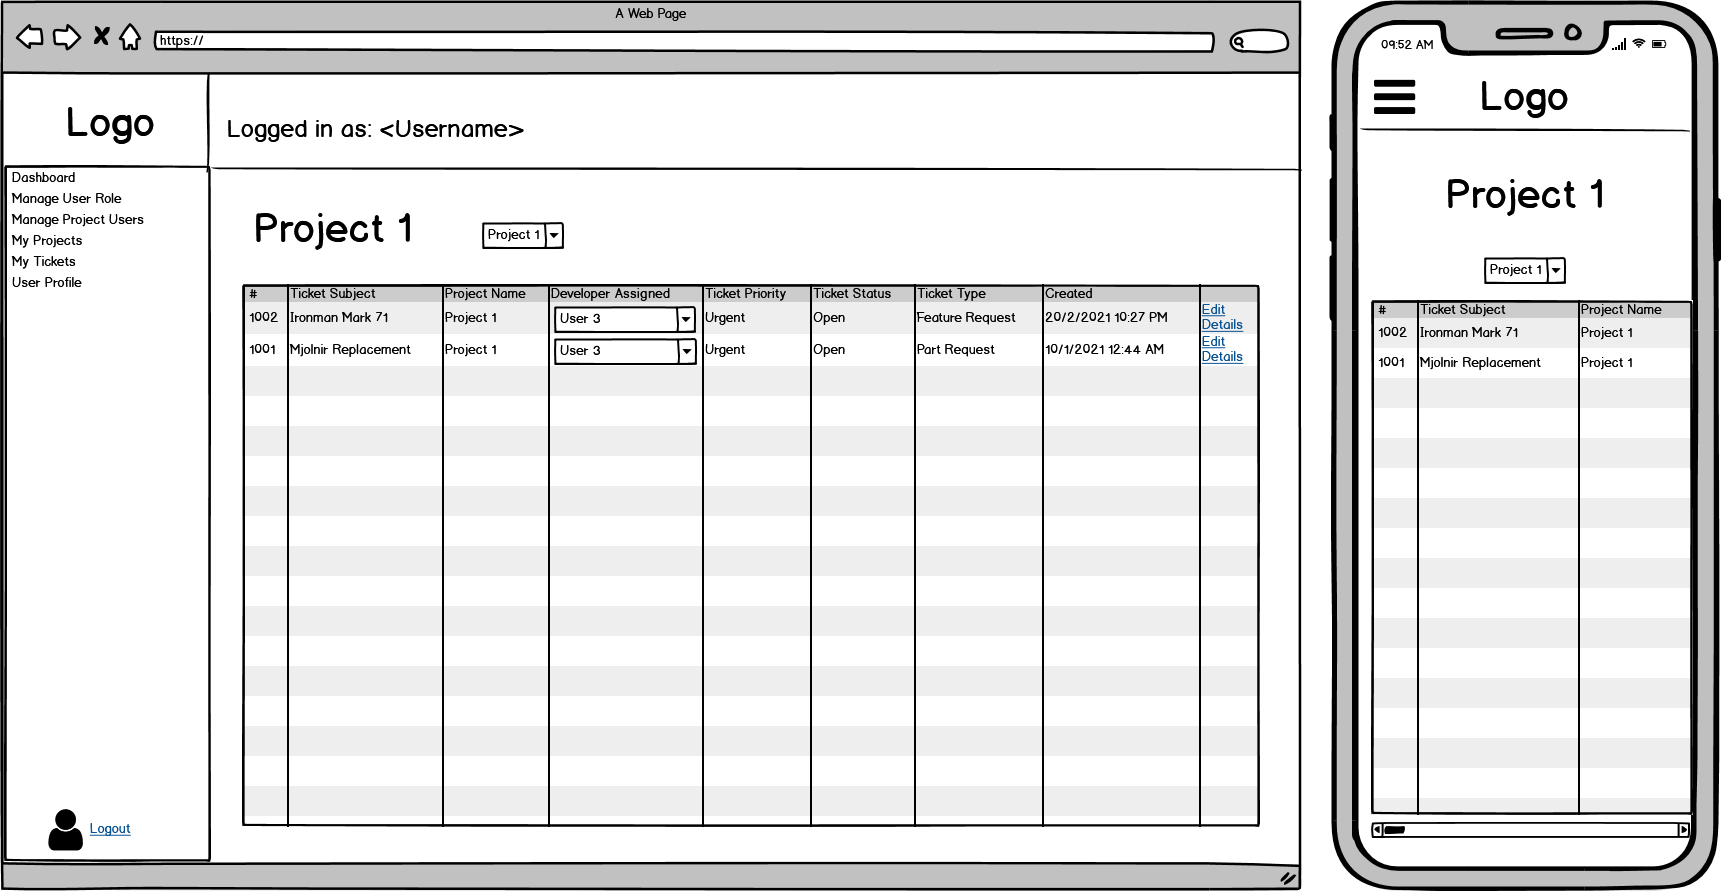 A Web Page
https://
Logo
Logged in as: <Username>
Dashboard
Manage User Role
Manage Project Users
My Projects
My Tickets
User Profile
Logout
Project 1
Project 1
# Ticket Subject Project Name Developer Assigned Ticket Priority Ticket Status Ticket Type Created
1002 Ironman Mark 71 Project 1 User 3 Urgent Open Feature Request 20/2/2021 10:27 PM Edit
Details
1001 Mjolnir Replacement Project 1 User 3 Urgent Open Part Request 10/1/2021 12:44 AM Edit
Details
09:52 AM
Logo
Project 1
Project 1
# Ticket Subject Project Name
1002 Ironman Mark 71 Project 1
1001 Mjolnir Replacement Project 1